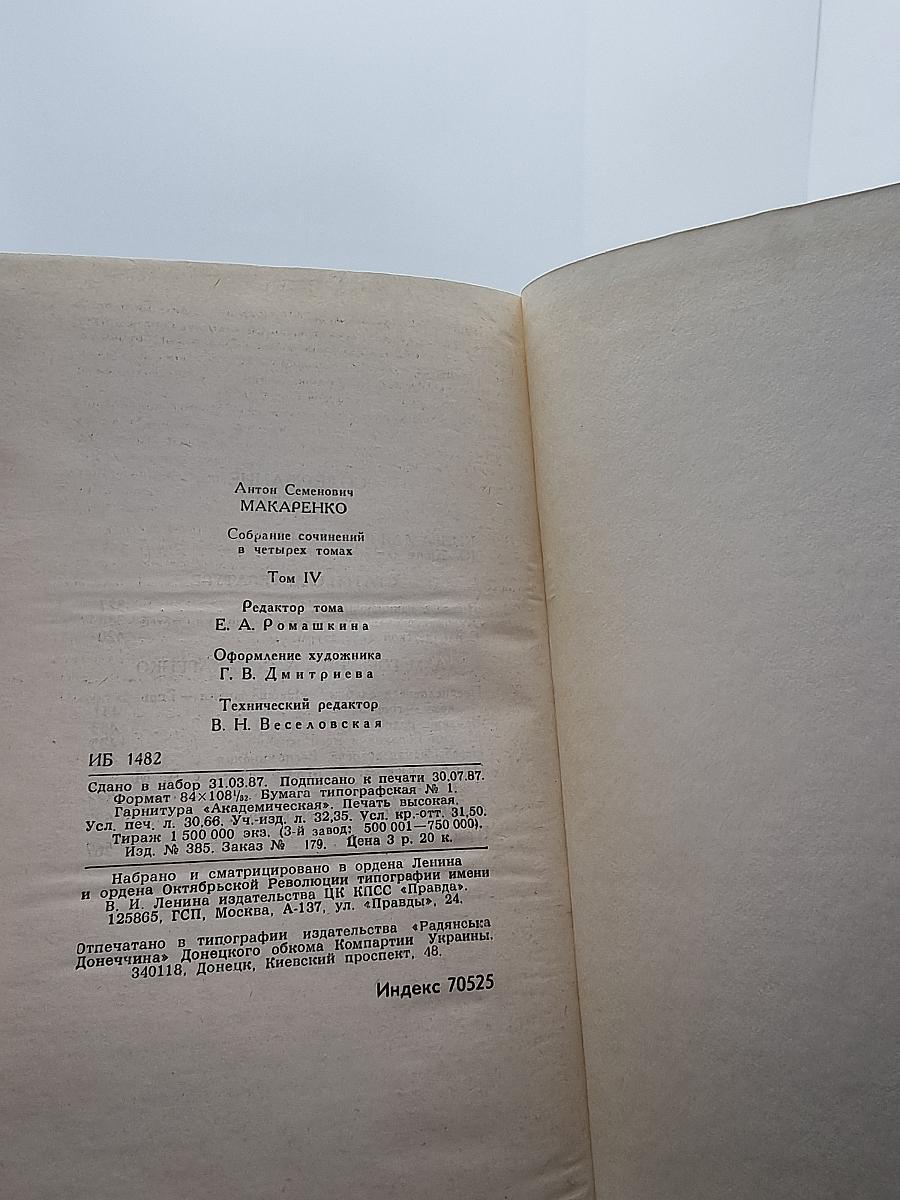 Антон Семенович
МАКАРЕНКО
Собрание сочинений
в четырех томах
Том IV
Редактор тома
Е. А. Ромашкина
Оформление художника
Г. В. Дмитриева
Технический редактор
В. Н. Веселовская
ИБ 1482
Сдано в набор 31.03.87. Подписано к печати 30.07.87.
Формат 84×108¹/₃₂. Бумага типографская № 1.
Гарнитура «Академическая». Печать высокая.
Усл. печ. л. 30,66. Уч.-изд. л. 32,35. Усл. кр.-отт. 31,50.
Тираж 1 500 000 экз. (3-й завод; 500 001—750 000).
Изд. № 385. Заказ № 179. Цена 3 р. 20 к.
Набрано и сматрицировано в ордена Ленина
и ордена Октябрьской Революции типографии имени
В. И. Ленина издательства ЦК КПСС «Правда».
125865, ГСП, Москва, А-137, ул. «Правды», 24.
Отпечатано в типографии издательства «Радянська
Донеччина» Донецкого обкома Компартии Украины,
340118, Донецк, Киевский проспект, 48.
Индекс 70525